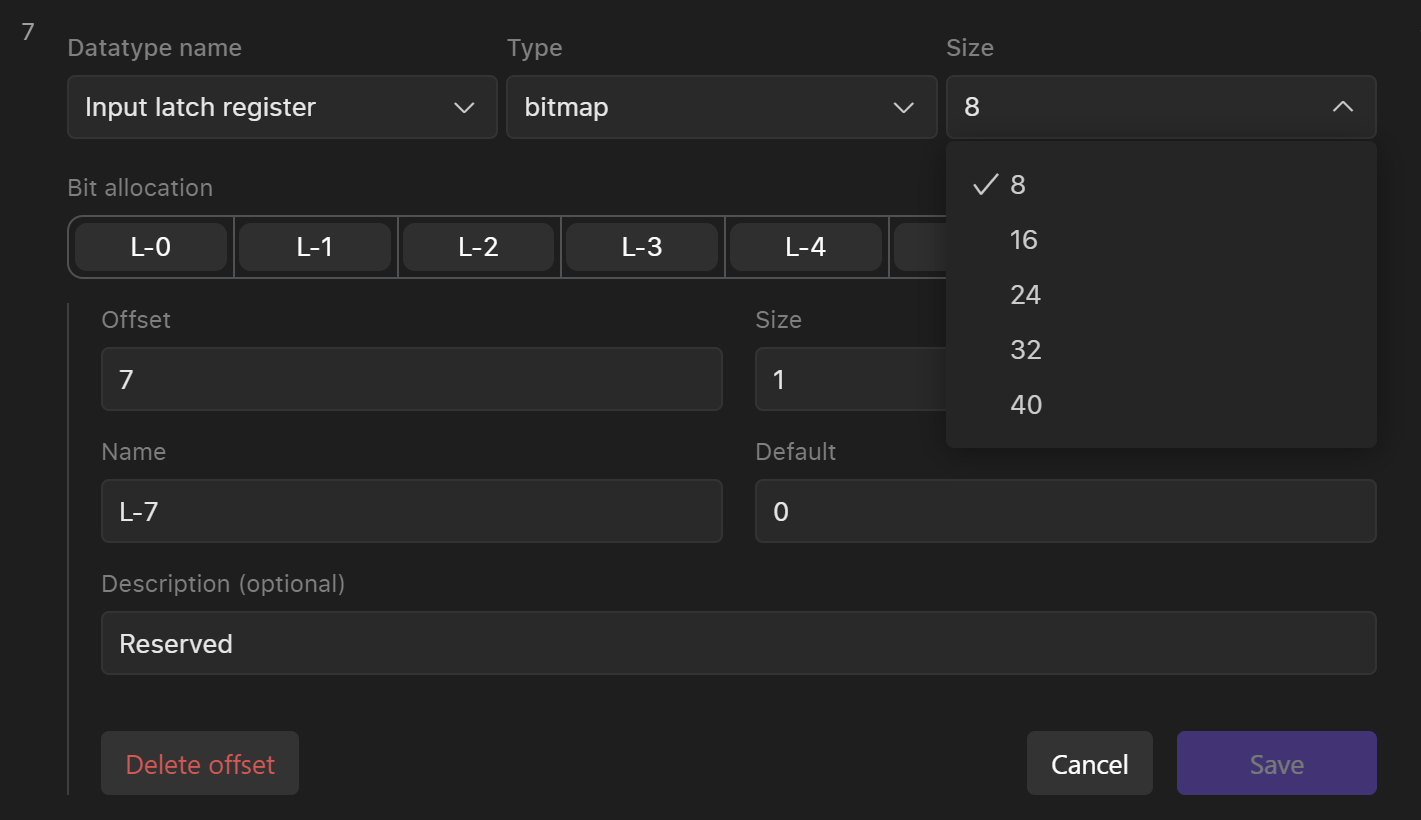 7
Datatype name
Type
Size
Input latch register
bitmap
8
Bit allocation
8
16
24
32
40
L-0
L-1
L-2
L-3
L-4
Offset
Size
7
1
Name
Default
L-7
0
Description (optional)
Reserved
Delete offset
Cancel
Save